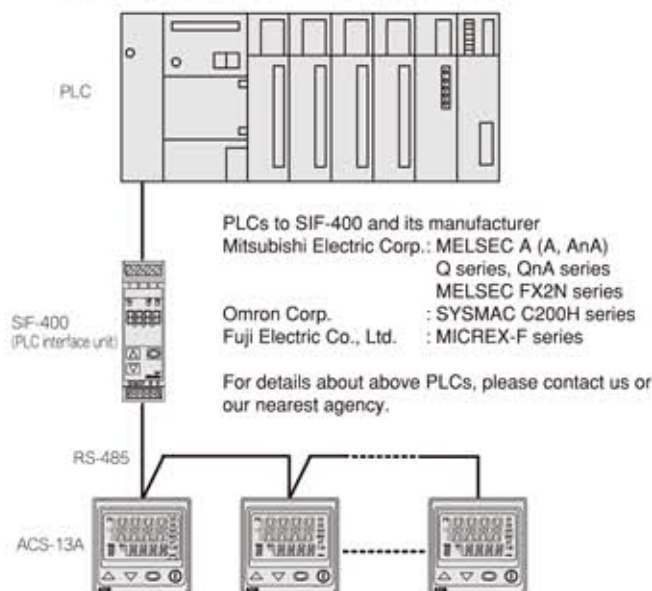 PLC
PLCs to SIF-400 and its manufacturer
Mitsubishi Electric Corp.: MELSEC A (A, AnA)
Q series, QnA series
MELSEC FX2N series
Omron Corp. : SYSMAC C200H series
Fuji Electric Co., Ltd. : MICREX-F series
For details about above PLCs, please contact us or
our nearest agency.
SIF-400
(PLC interface unit)
RS-485
ACS-13A